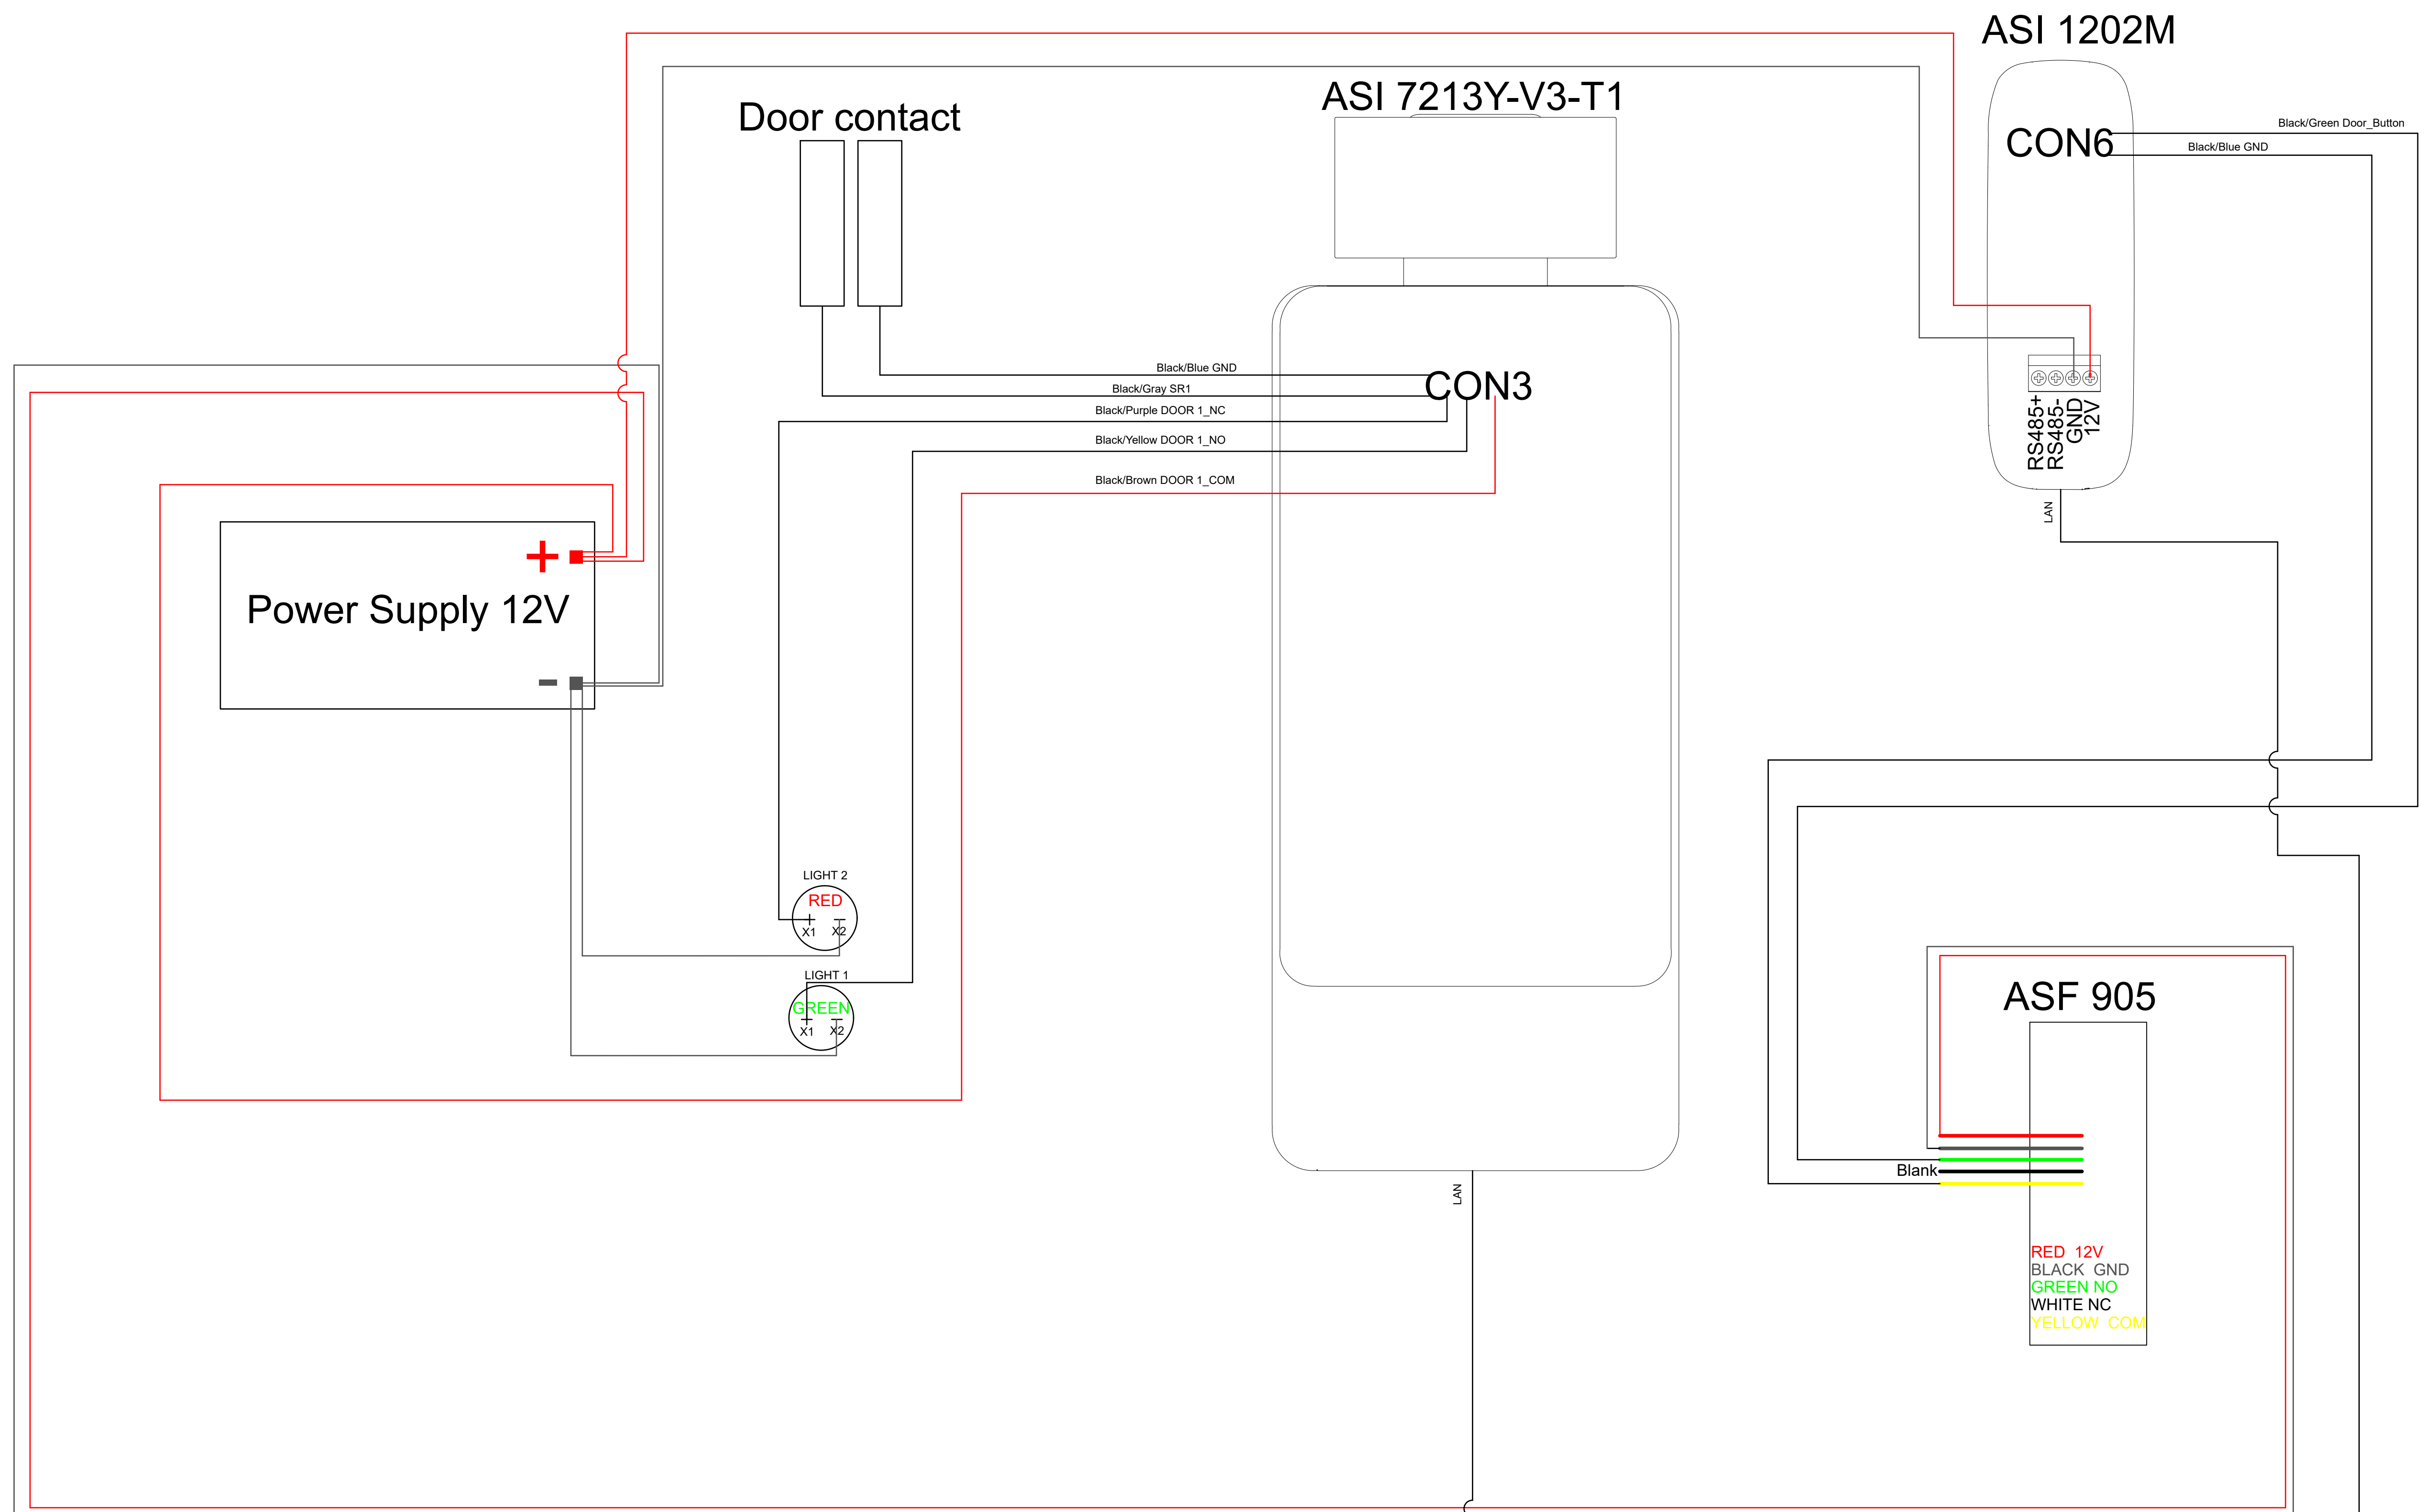 ASI 1202M
ASI 7213Y-V3-T1
Door contact
Black/Green Door_Button
CON6
Black/Blue GND
Black/Blue GND
CON3
Black/Gray SR1
Black/Purple DOOR 1_NC
Black/Yellow DOOR 1_NO
Black/Brown DOOR 1_COM
RS485+
RS485-
GND
12V
LAN
+
Power Supply 12V
-
LIGHT 2
RED
+ -
X1 X2
LIGHT 1
GREEN
+ -
X1 X2
ASF 905
Blank
LAN
RED 12V
BLACK GND
GREEN NO
WHITE NC
YELLOW COM